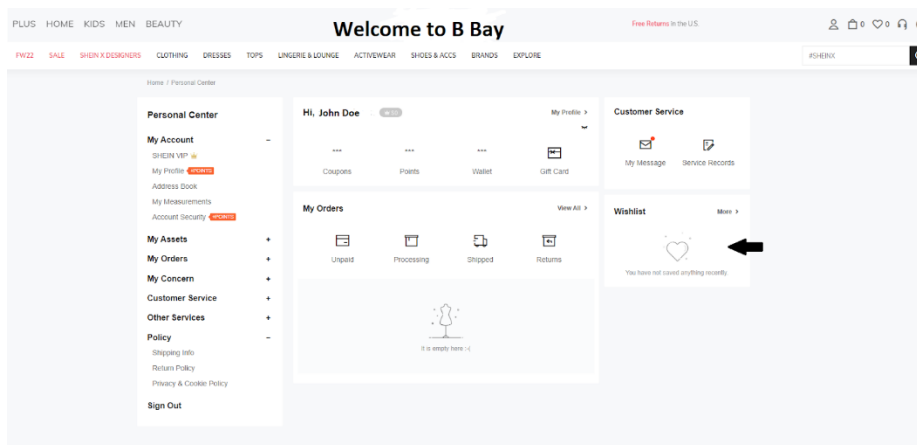 PLUS HOME KIDS MEN BEAUTY
Welcome to B Bay
Free Returns in the U.S.
0 0
FW22 SALE SHEIN X DESIGNERS CLOTHING DRESSES TOPS LINGERIE & LOUNGE ACTIVEWEAR SHOES & ACCS BRANDS EXPLORE
#SHEINX
Home / Personal Center
Personal Center
My Account −
SHEIN VIP
My Profile +POINTS
Address Book
My Measurements
Account Security +POINTS
My Assets +
My Orders +
My Concern +
Customer Service +
Other Services +
Policy −
Shipping Info
Return Policy
Privacy & Cookie Policy
Sign Out
Hi, John Doe
My Profile >
Coupons Points Wallet Gift Card
My Orders View All >
Unpaid Processing Shipped Returns
It is empty here :-(
Customer Service
My Message Service Records
Wishlist More >
You have not saved anything recently.